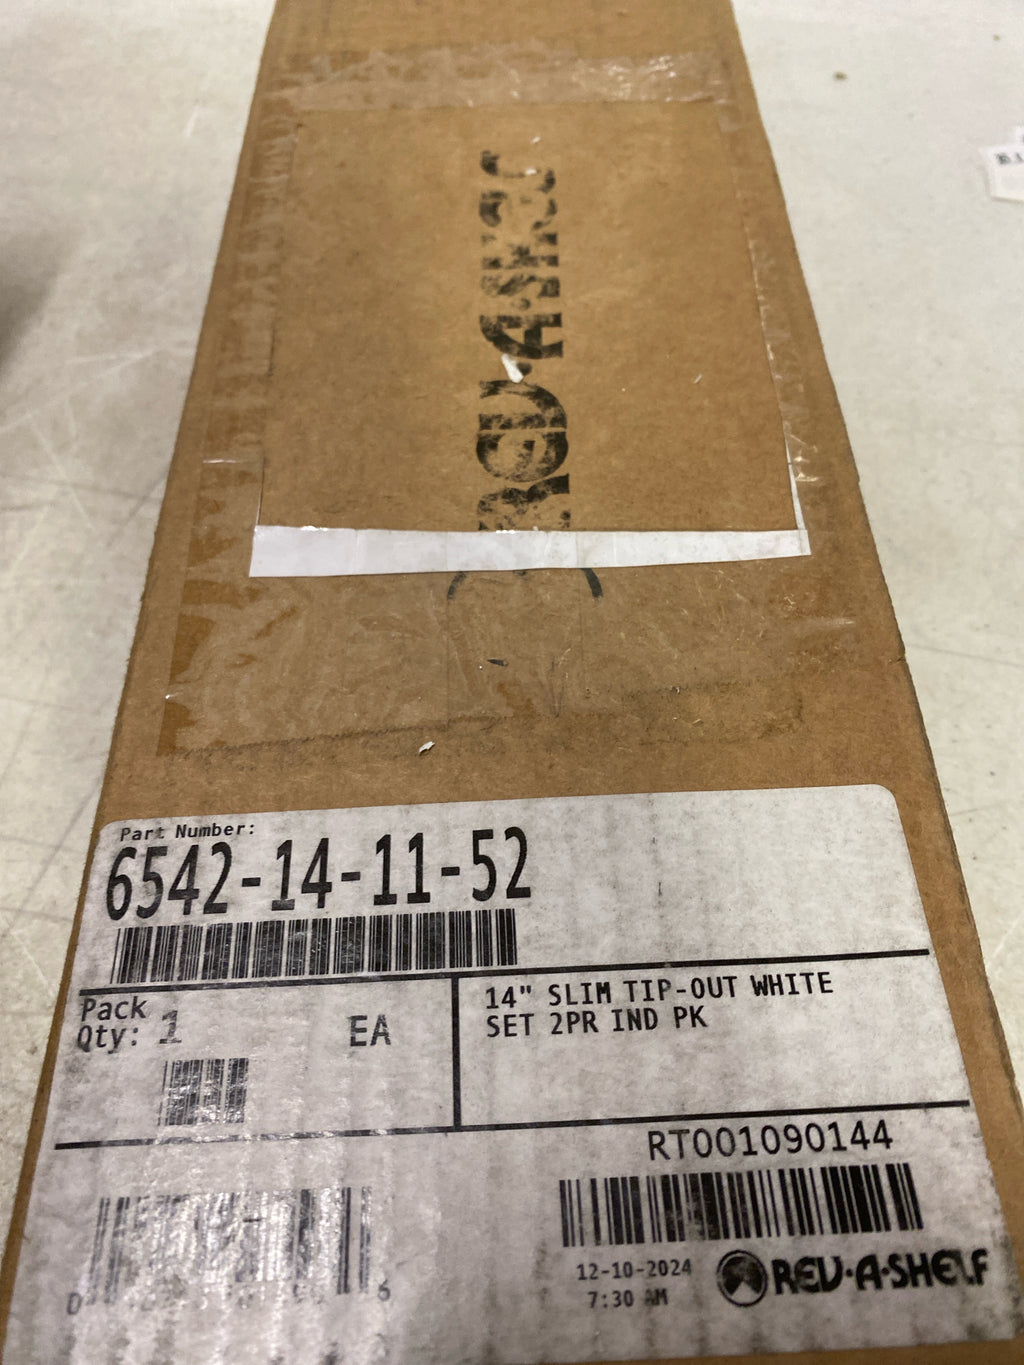 REV-A-SHELF
Part Number:
6542-14-11-52
Pack
Qty: 1
EA
14" SLIM TIP-OUT WHITE
SET 2PR IND PK
RT001090144
12-10-2024
7:30 AM
REV·A·SHELF